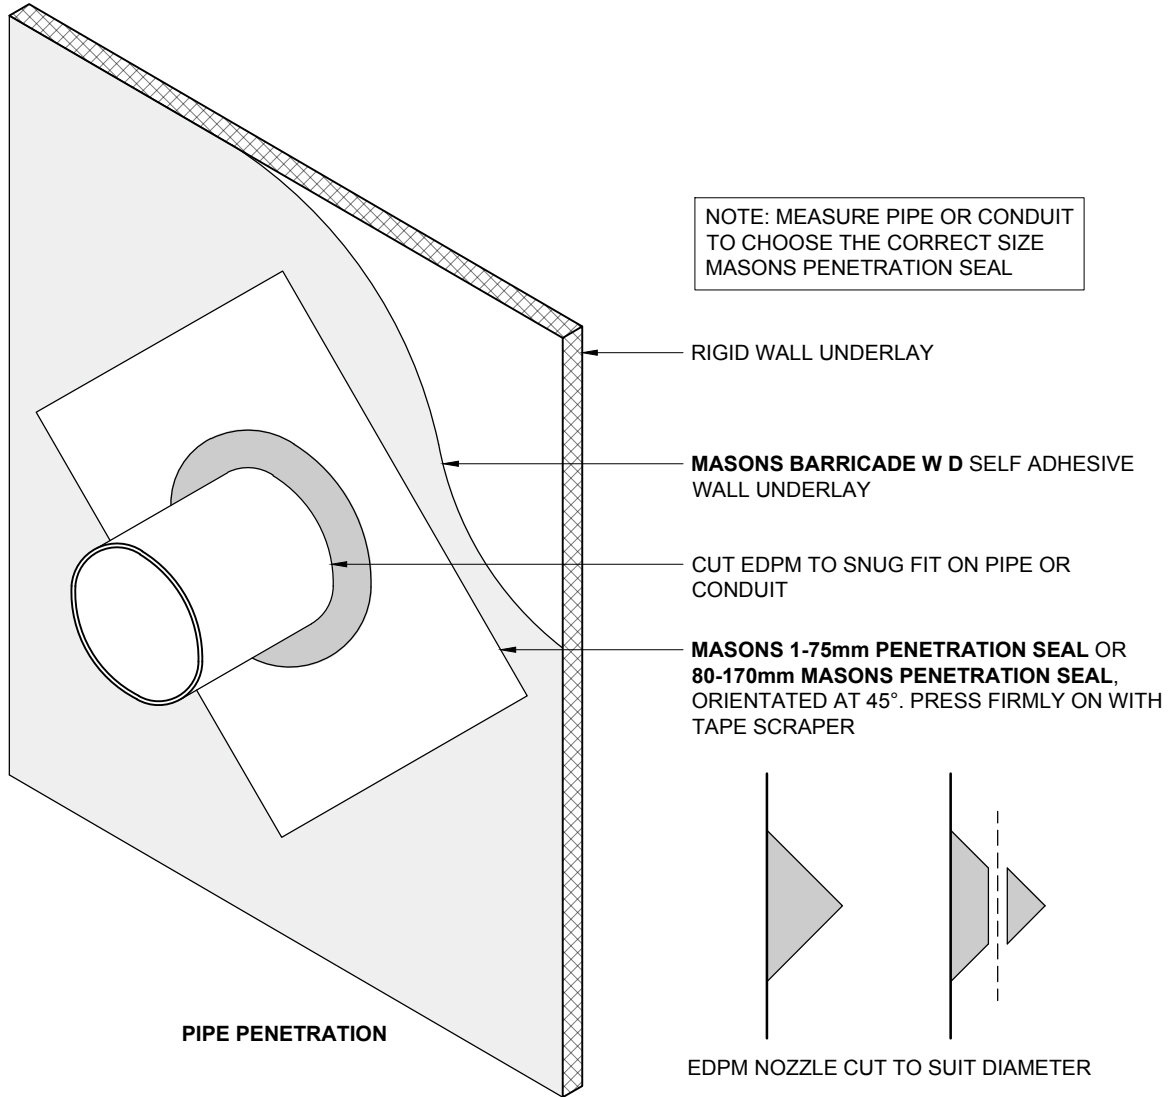 NOTE: MEASURE PIPE OR CONDUIT
TO CHOOSE THE CORRECT SIZE
MASONS PENETRATION SEAL
RIGID WALL UNDERLAY
MASONS BARRICADE W D SELF ADHESIVE
WALL UNDERLAY
CUT EDPM TO SNUG FIT ON PIPE OR
CONDUIT
MASONS 1-75mm PENETRATION SEAL OR
80-170mm MASONS PENETRATION SEAL,
ORIENTATED AT 45°. PRESS FIRMLY ON WITH
TAPE SCRAPER
PIPE PENETRATION
EDPM NOZZLE CUT TO SUIT DIAMETER